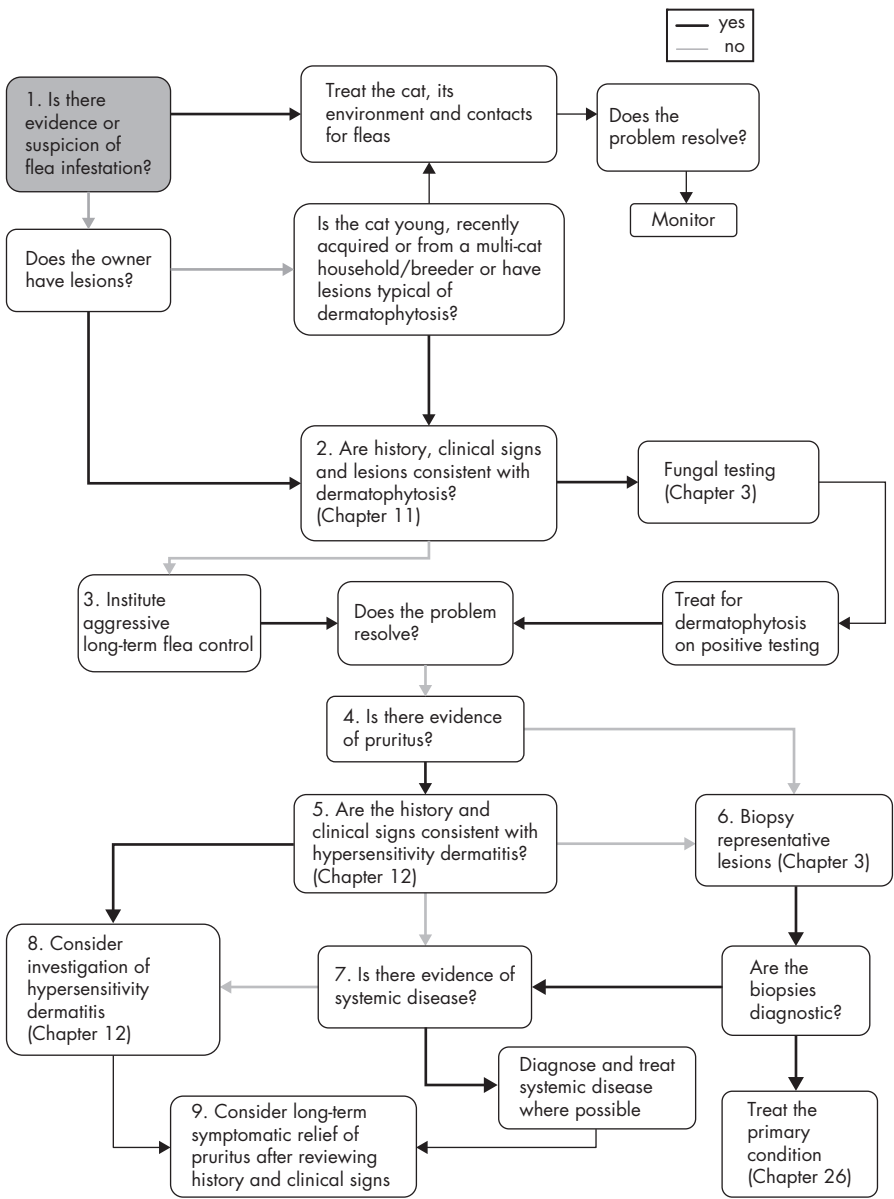 yes
no
1. Is there
evidence or
suspicion of
flea infestation?
Treat the cat, its
environment and contacts
for fleas
Does the
problem resolve?
Monitor
Does the owner
have lesions?
Is the cat young, recently
acquired or from a multi-cat
household/breeder or have
lesions typical of
dermatophytosis?
2. Are history, clinical signs
and lesions consistent with
dermatophytosis?
(Chapter 11)
Fungal testing
(Chapter 3)
3. Institute
aggressive
long-term flea control
Does the problem
resolve?
Treat for
dermatophytosis
on positive testing
4. Is there evidence
of pruritus?
5. Are the history and
clinical signs consistent with
hypersensitivity dermatitis?
(Chapter 12)
6. Biopsy
representative
lesions (Chapter 3)
8. Consider
investigation of
hypersensitivity
dermatitis
(Chapter 12)
7. Is there evidence of
systemic disease?
Are the
biopsies
diagnostic?
Diagnose and treat
systemic disease
where possible
9. Consider long-term
symptomatic relief of
pruritus after reviewing
history and clinical signs
Treat the
primary
condition
(Chapter 26)